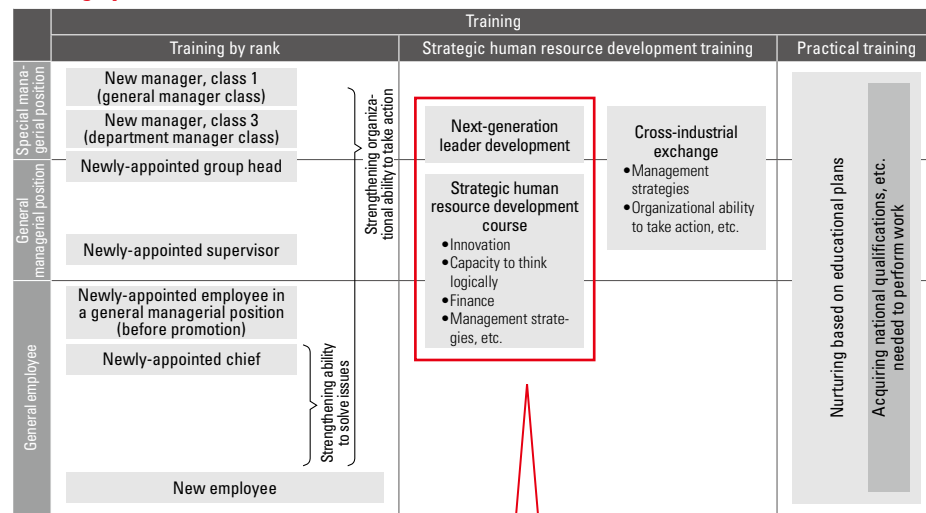 Training
Training by rank
Strategic human resource development training
Practical training
Special mana-
gerial position
General
managerial position
General employee
New manager, class 1
(general manager class)
New manager, class 3
(department manager class)
Newly-appointed group head
Newly-appointed supervisor
Newly-appointed employee in
a general managerial position
(before promotion)
Newly-appointed chief
New employee
Strengthening organiza-
tional ability to take action
Strengthening ability
to solve issues
Next-generation
leader development
Strategic human
resource development
course
•Innovation
•Capacity to think
logically
•Finance
•Management strate-
gies, etc.
Cross-industrial
exchange
•Management
strategies
•Organizational ability
to take action, etc.
Nurturing based on educational plans
Acquiring national qualifications, etc.
needed to perform work